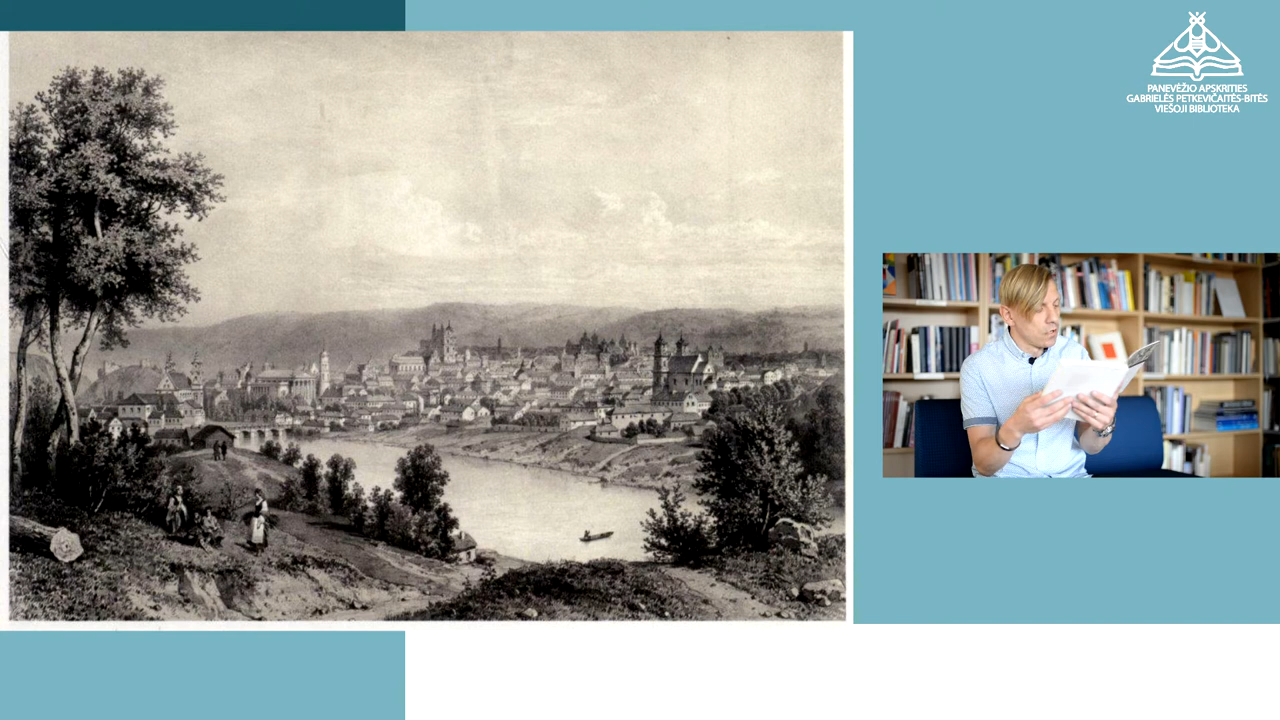 PANEVĖŽIO APSKRITIES
GABRIELĖS PETKEVIČAITĖS-BITĖS
VIEŠOJI BIBLIOTEKA